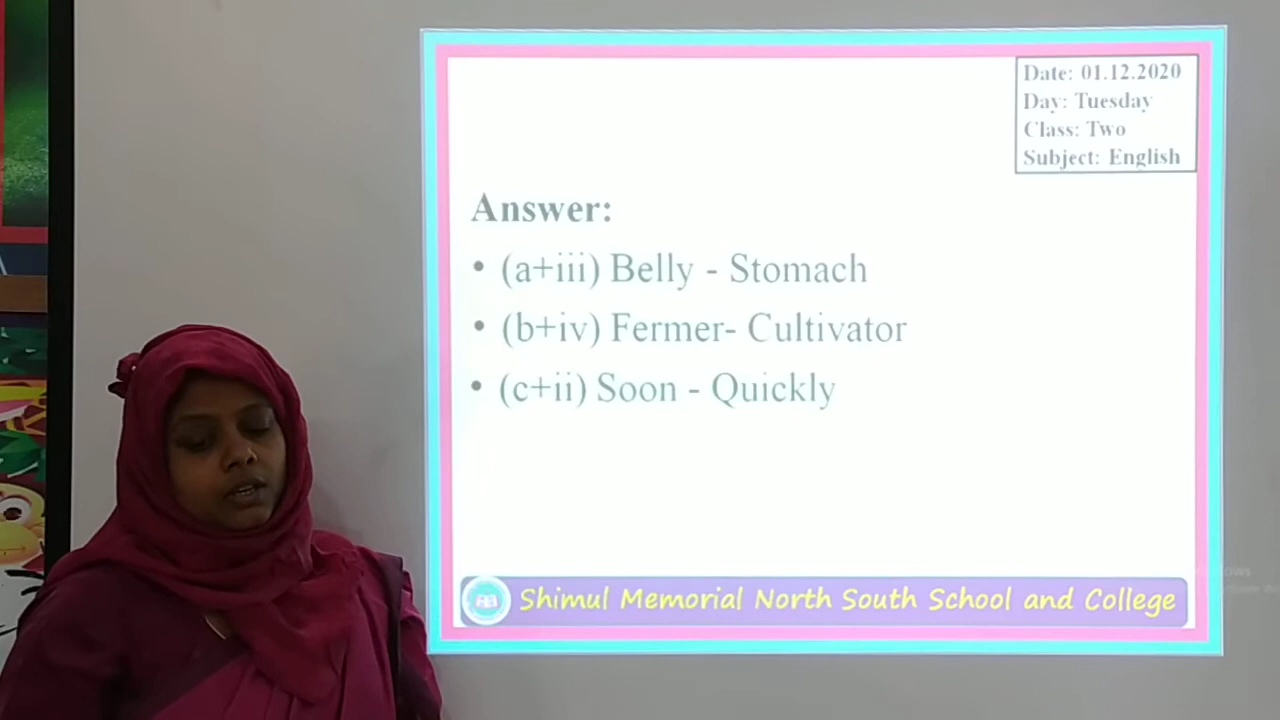 Date: 01.12.2020
Day: Tuesday
Class: Two
Subject: English
Answer:
• (a+iii) Belly - Stomach
• (b+iv) Fermer- Cultivator
• (c+ii) Soon - Quickly
Shimul Memorial North South School and College